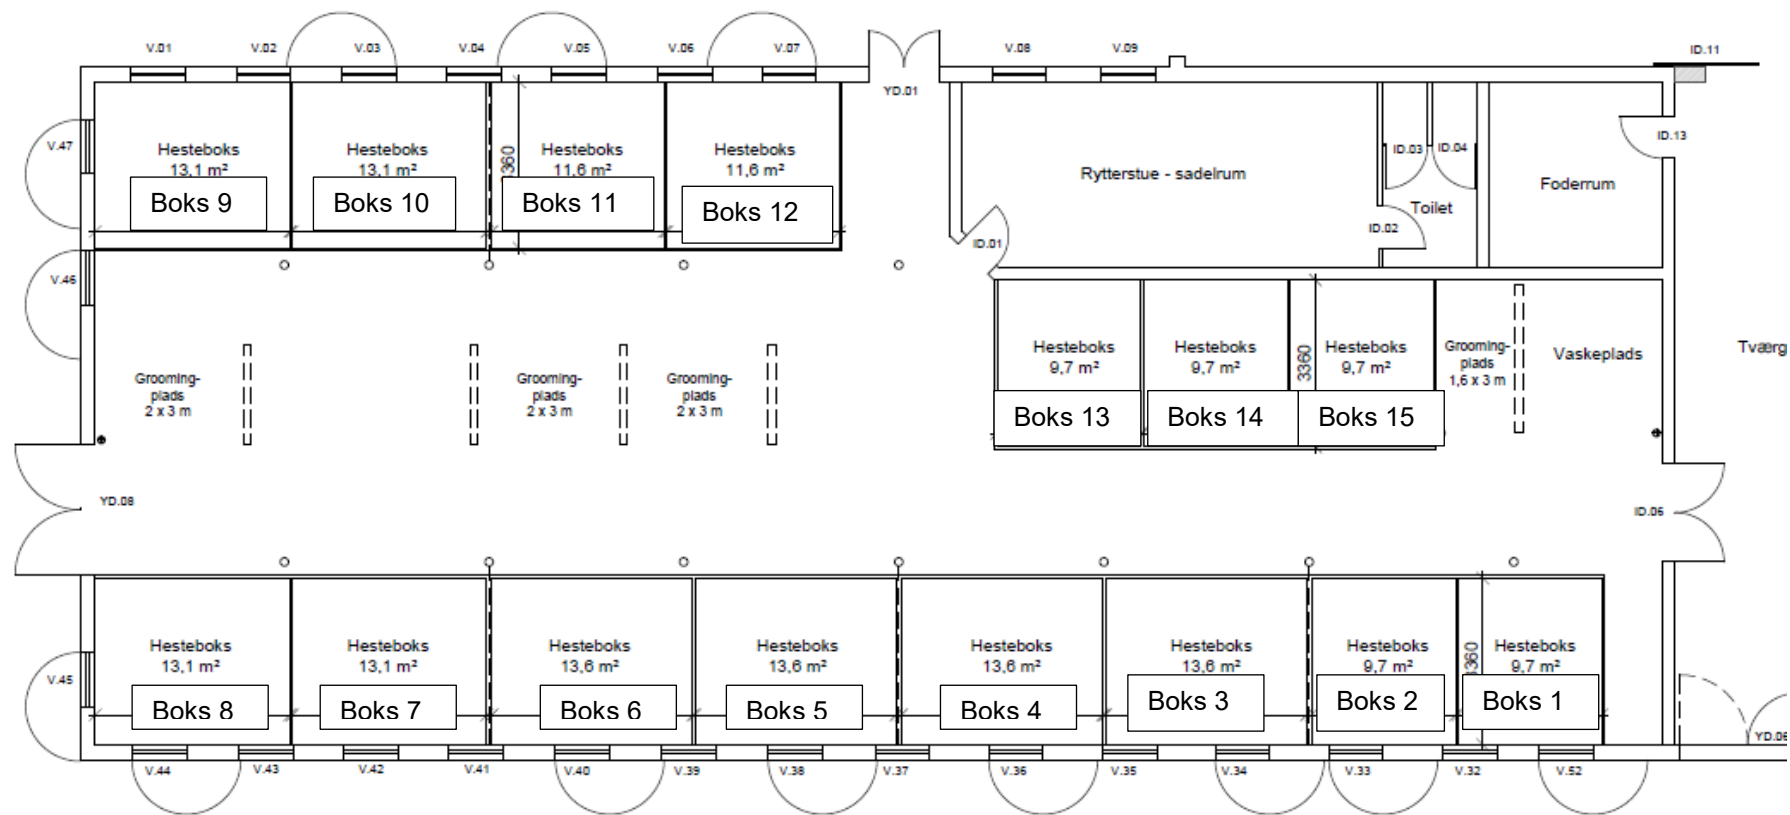 V.01 V.02 V.03 V.04 V.05 V.06 V.07 V.08 V.09 ID.11
YD.01
V.47
Hesteboks
13,1 m²
Boks 9
Hesteboks
13,1 m²
Boks 10
3360
Hesteboks
11,6 m²
Boks 11
Hesteboks
11,6 m²
Boks 12
Rytterstue - sadelrum
ID.03 ID.04
Toilet
ID.02
ID.01
Foderrum
ID.13
V.46
Grooming-
plads
2 x 3 m
Grooming-
plads
2 x 3 m
Grooming-
plads
2 x 3 m
Hesteboks
9,7 m²
Boks 13
Hesteboks
9,7 m²
Boks 14
3360
Hesteboks
9,7 m²
Boks 15
Grooming-
plads
1,6 x 3 m
Vaskeplads
Tværg
YD.08
ID.05
V.45
Hesteboks
13,1 m²
Boks 8
Hesteboks
13,1 m²
Boks 7
Hesteboks
13,6 m²
Boks 6
Hesteboks
13,6 m²
Boks 5
Hesteboks
13,6 m²
Boks 4
Hesteboks
13,6 m²
Boks 3
Hesteboks
9,7 m²
Boks 2
3360
Hesteboks
9,7 m²
Boks 1
YD.06
V.44 V.43 V.42 V.41 V.40 V.39 V.38 V.37 V.36 V.35 V.34 V.33 V.32 V.52